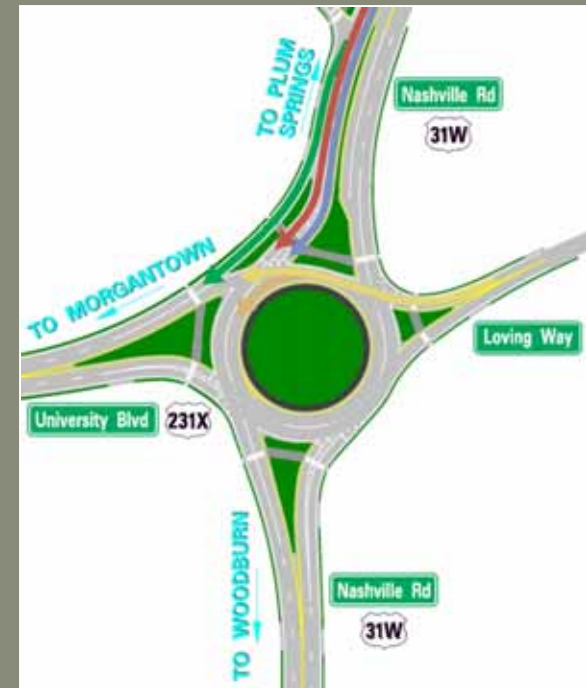 TO PLUM
SPRINGS
Nashville Rd
31W
TO MORGANTOWN
Loving Way
University Blvd
231X
TO WOODBURN
Nashville Rd
31W